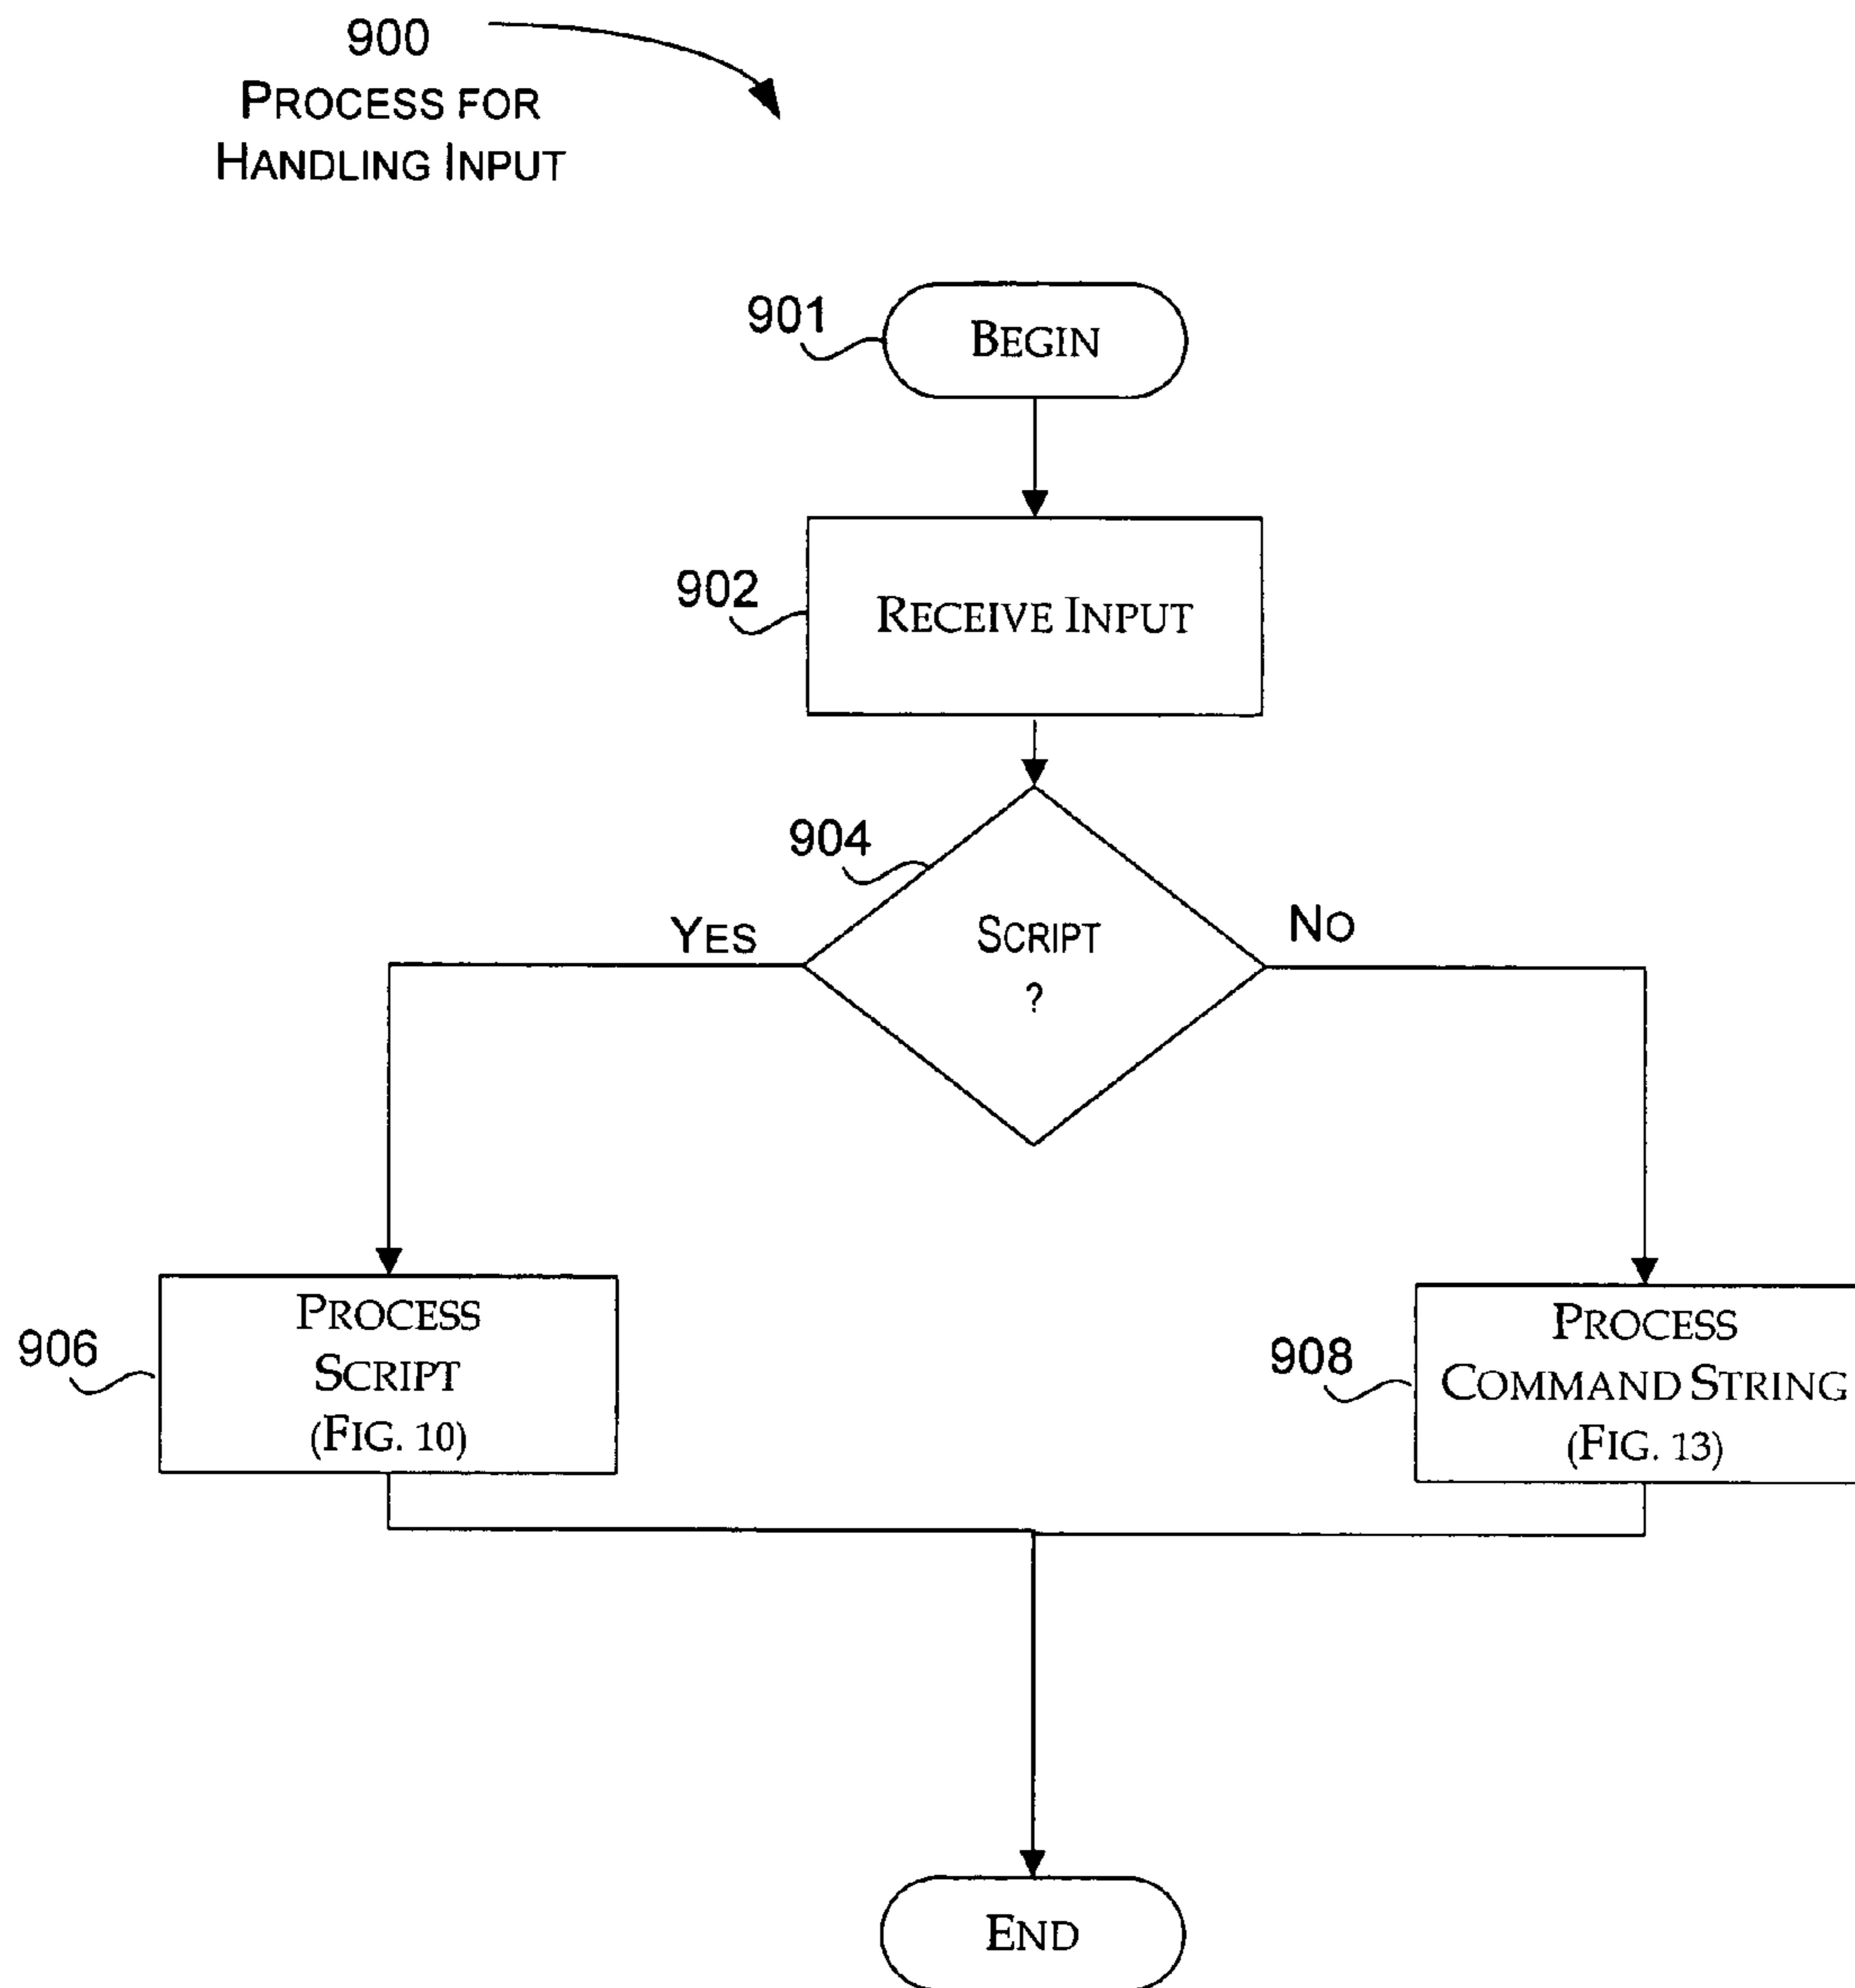 900
PROCESS FOR
HANDLING INPUT
901
BEGIN
902
RECEIVE INPUT
904
YES
SCRIPT
?
NO
906
PROCESS
SCRIPT
(FIG. 10)
908
PROCESS
COMMAND STRING
(FIG. 13)
END